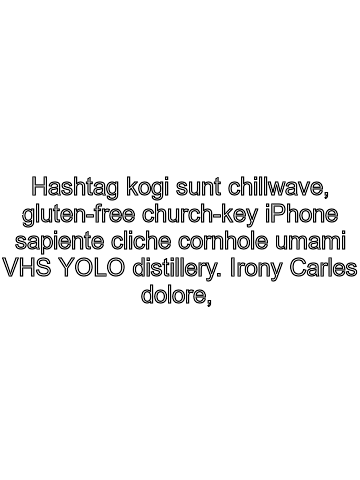 Hashtag kogi sunt chillwave,
gluten-free church-key iPhone
sapiente cliche cornhole umami
VHS YOLO distillery. Irony Carles
dolore,